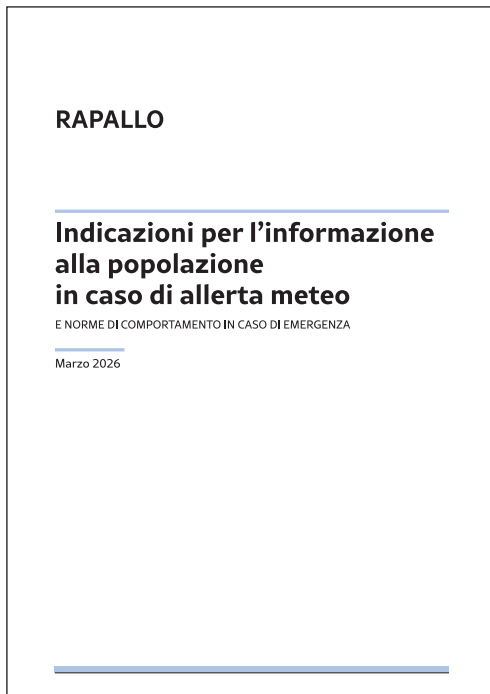 RAPALLO
Indicazioni per l’informazione
alla popolazione
in caso di allerta meteo
E NORME DI COMPORTAMENTO IN CASO DI EMERGENZA
Marzo 2026